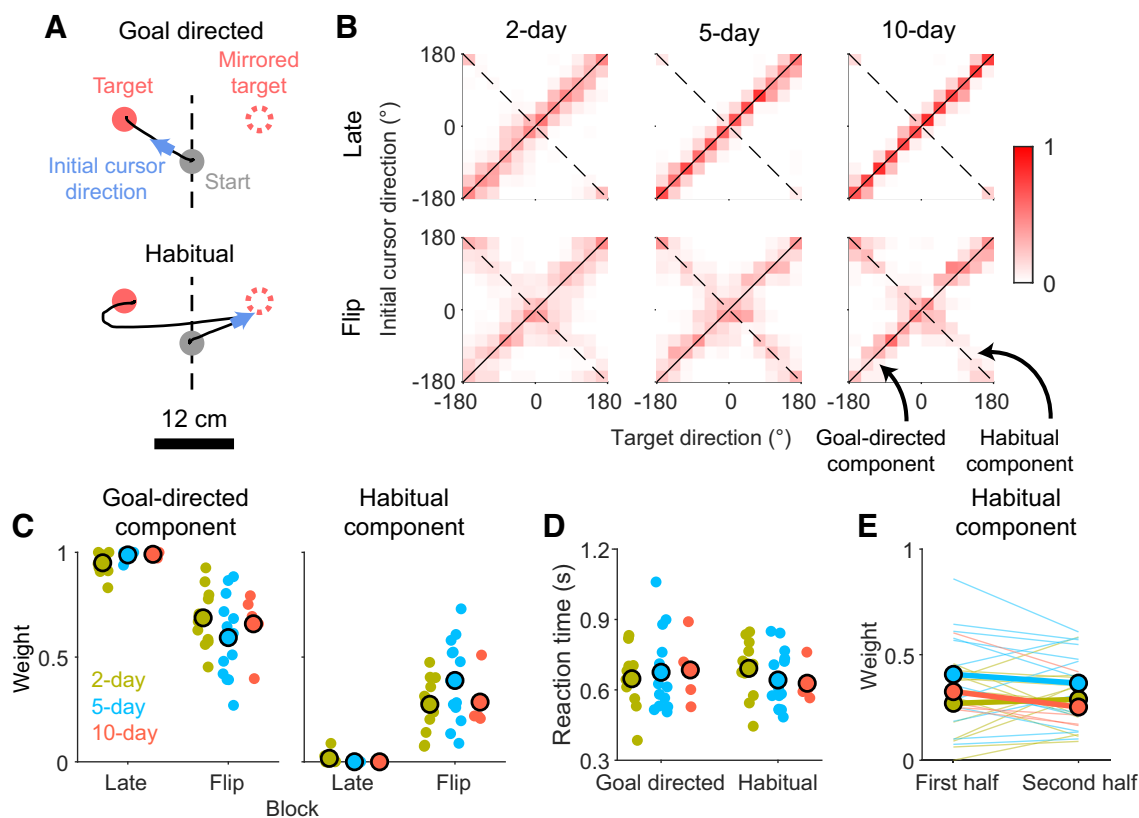 A
Goal directed
Target
Mirrored
target
Initial cursor
direction
Start
Habitual
12 cm
B
2-day
5-day
10-day
Late
Flip
Initial cursor direction (°)
180
0
-180
180
0
-180
-180
0
180
-180
0
180
-180
0
180
Target direction (°)
1
0
Goal-directed
component
Habitual
component
C
Goal-directed
component
Habitual
component
Weight
1
0.5
0
2-day
5-day
10-day
Late
Flip
Late
Flip
Block
D
Reaction time (s)
1.2
0.9
0.6
0.3
Goal directed
Habitual
E
Habitual
component
Weight
1
0.5
0
First half
Second half